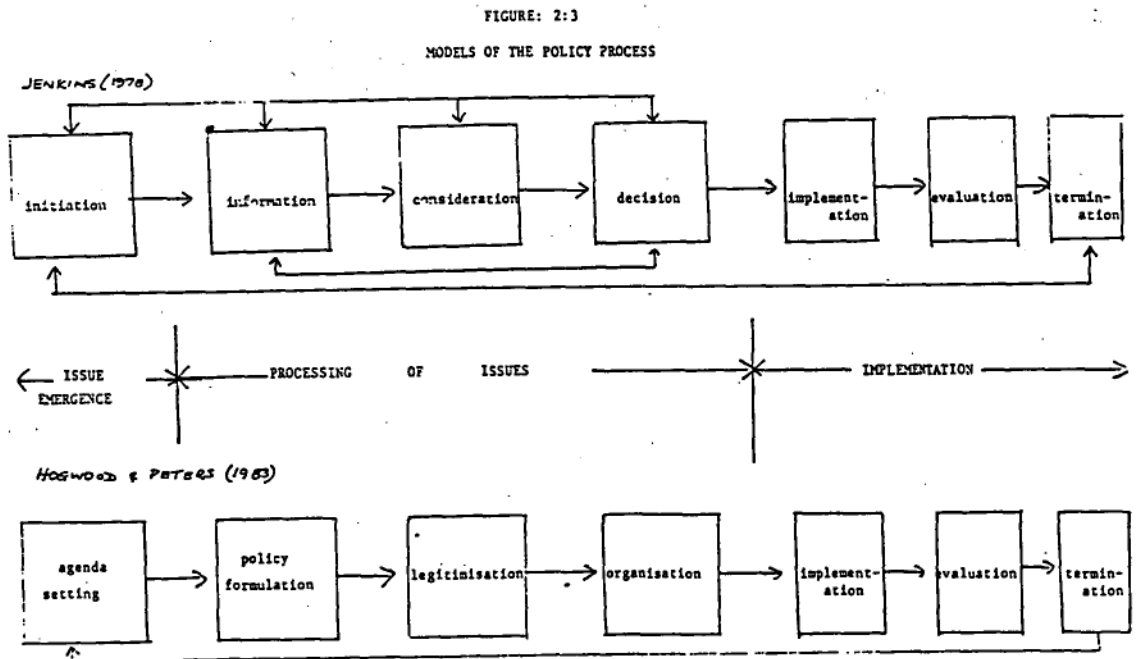 FIGURE: 2:3
MODELS OF THE POLICY PROCESS
JENKINS (1978)
initiation
information
consideration
decision
implement-
ation
evaluation
termin-
ation
ISSUE
EMERGENCE
PROCESSING OF ISSUES
IMPLEMENTATION
HOGWOOD & PETERS (1983)
agenda
setting
policy
formulation
legitimisation
organisation
implement-
ation
evaluation
termin-
ation